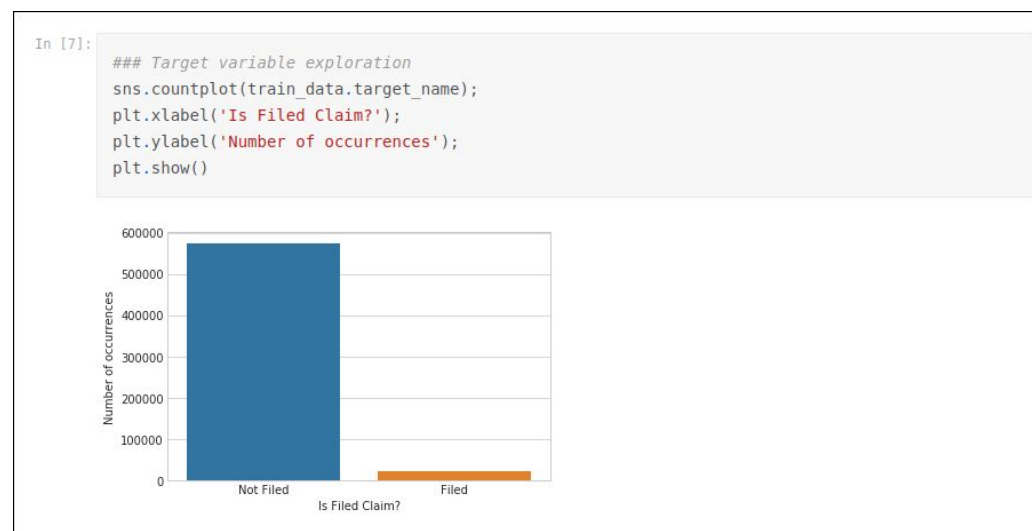 In [7]:
### Target variable exploration
sns.countplot(train_data.target_name);
plt.xlabel('Is Filed Claim?');
plt.ylabel('Number of occurrences');
plt.show()
600000
500000
400000
300000
200000
100000
0
Number of occurrences
Not Filed Filed
Is Filed Claim?